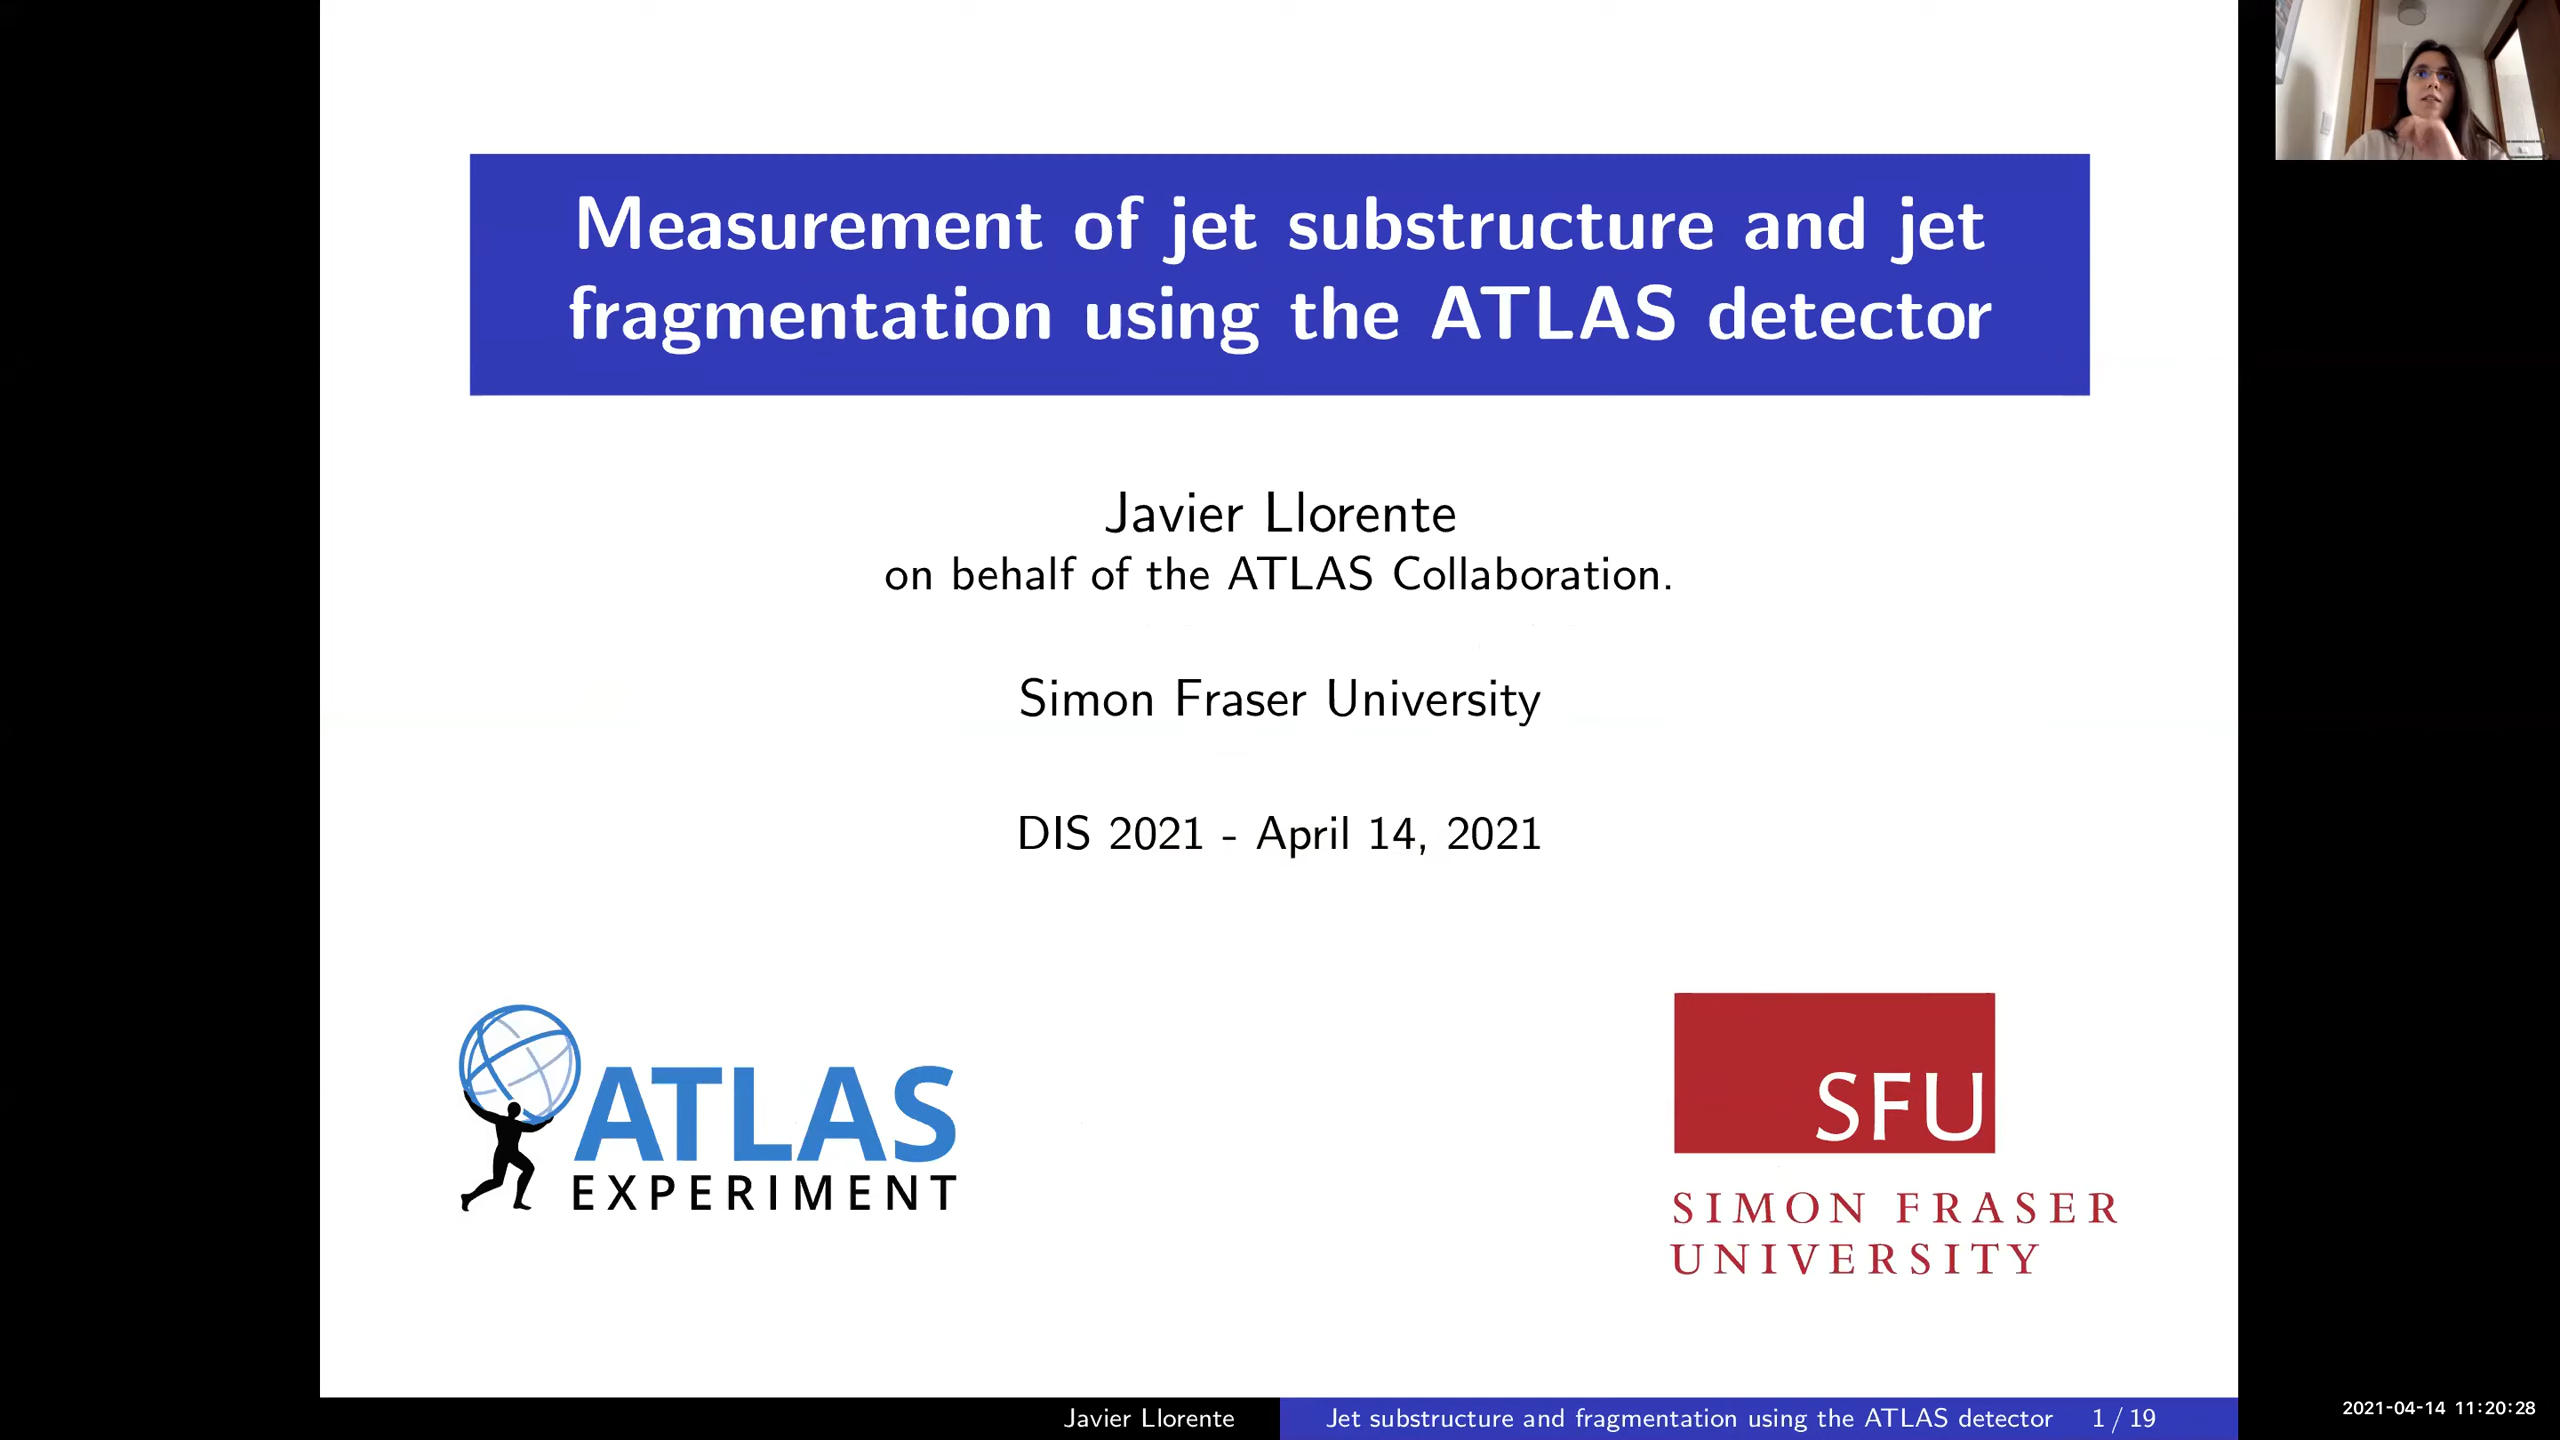 Measurement of jet substructure and jet
fragmentation using the ATLAS detector
Javier Llorente
on behalf of the ATLAS Collaboration.
Simon Fraser University
DIS 2021 - April 14, 2021
ATLAS
EXPERIMENT
SFU
SIMON FRASER
UNIVERSITY
Javier Llorente
Jet substructure and fragmentation using the ATLAS detector 1 / 19
2021-04-14 11:20:28